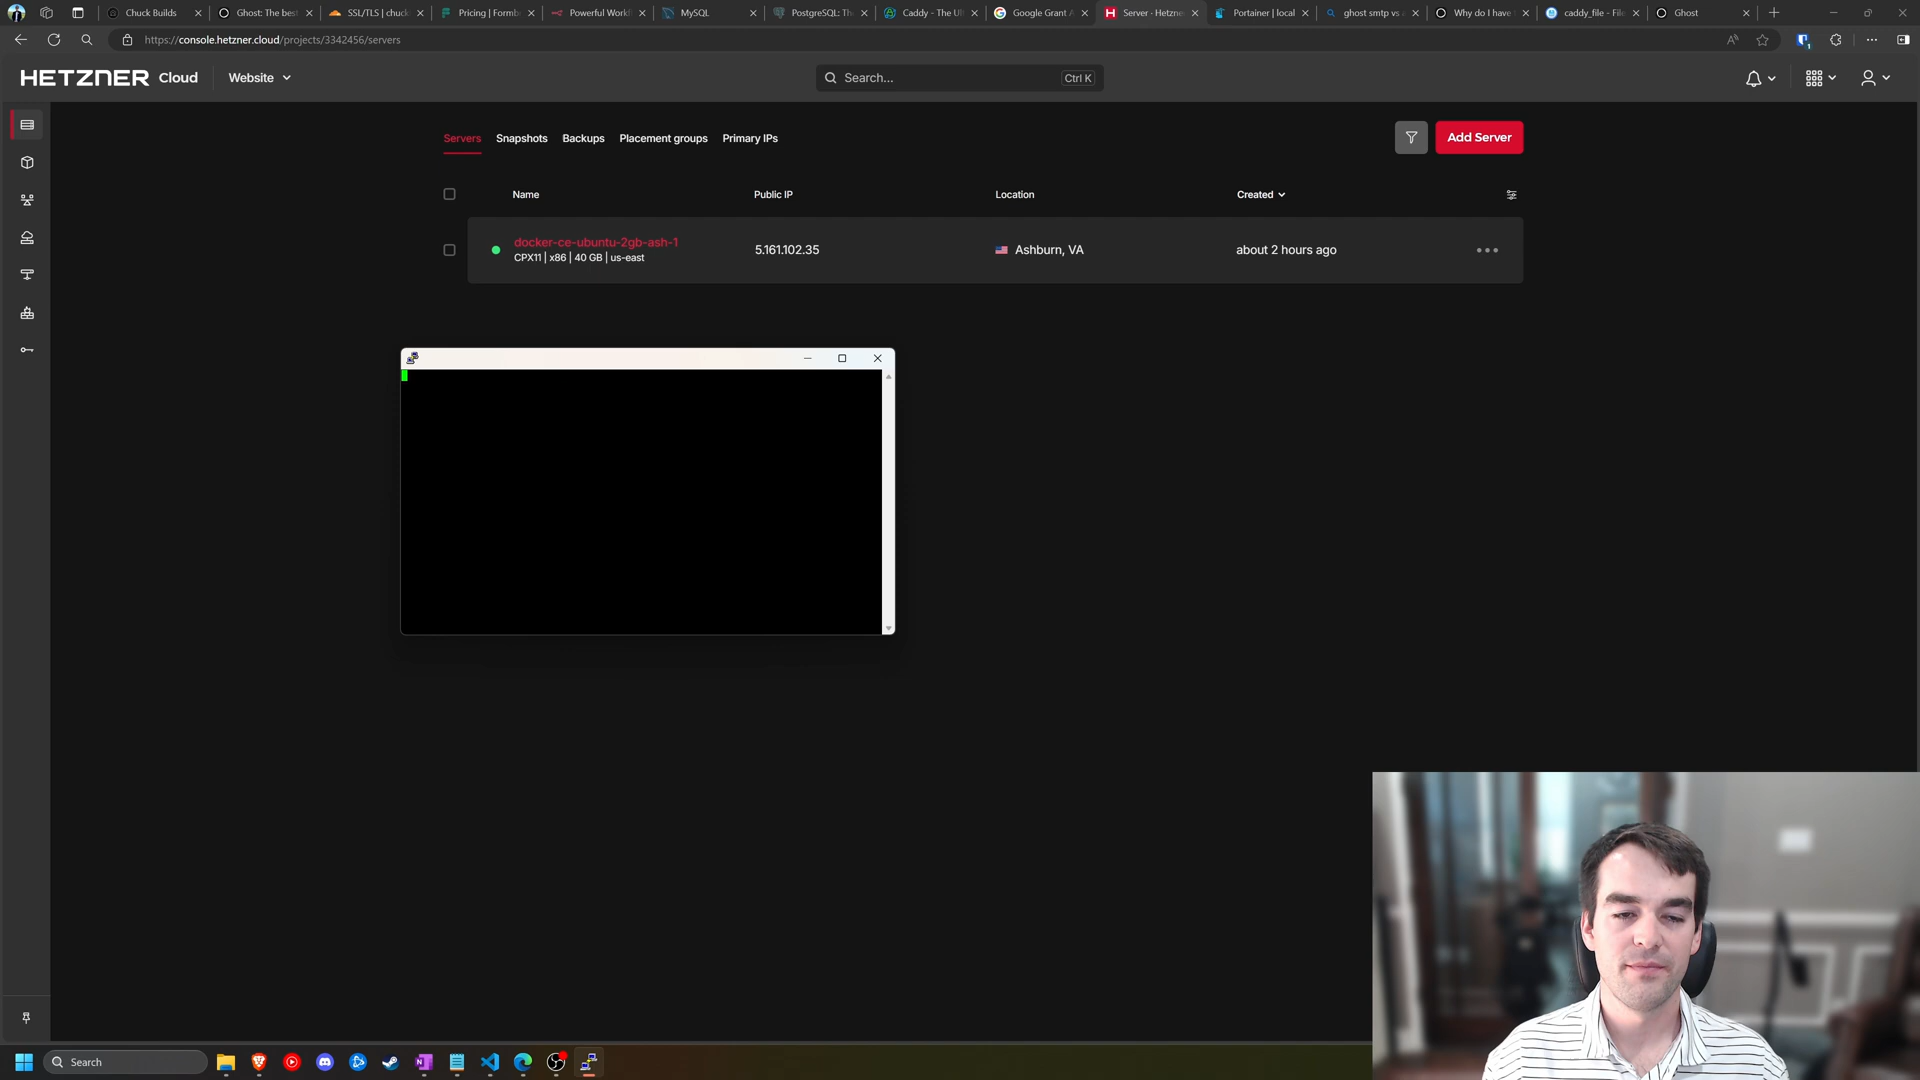 Chuck Builds
Ghost: The best
SSL/TLS | chuck
Pricing | Formb
Powerful Workf
MySQL
PostgreSQL: Th
Caddy - The Ul
Google Grant A
Server · Hetzne
Portainer | local
ghost smtp vs a
Why do I have
caddy_file - File
Ghost
https://console.hetzner.cloud/projects/3342456/servers
HETZNER Cloud
Website
Search...
Ctrl K
Servers
Snapshots
Backups
Placement groups
Primary IPs
Add Server
Name
Public IP
Location
Created
docker-ce-ubuntu-2gb-ash-1
CPX11 | x86 | 40 GB | us-east
5.161.102.35
Ashburn, VA
about 2 hours ago
Search